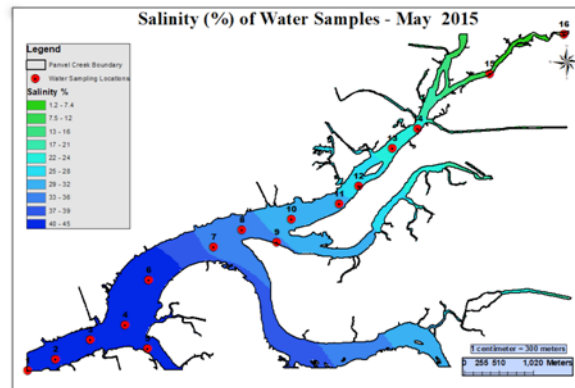 Salinity (%) of Water Samples - May 2015
Legend
Panvel Creek Boundary
Water Sampling Locations
Salinity %
1.2 - 7.4
7.5 - 12
13 - 16
17 - 21
22 - 24
25 - 28
29 - 32
33 - 36
37 - 39
40 - 45
16
15
13
12
11
10
9
8
7
6
4
2
1 centimeter = 300 meters
0 255 510 1,020 Meters